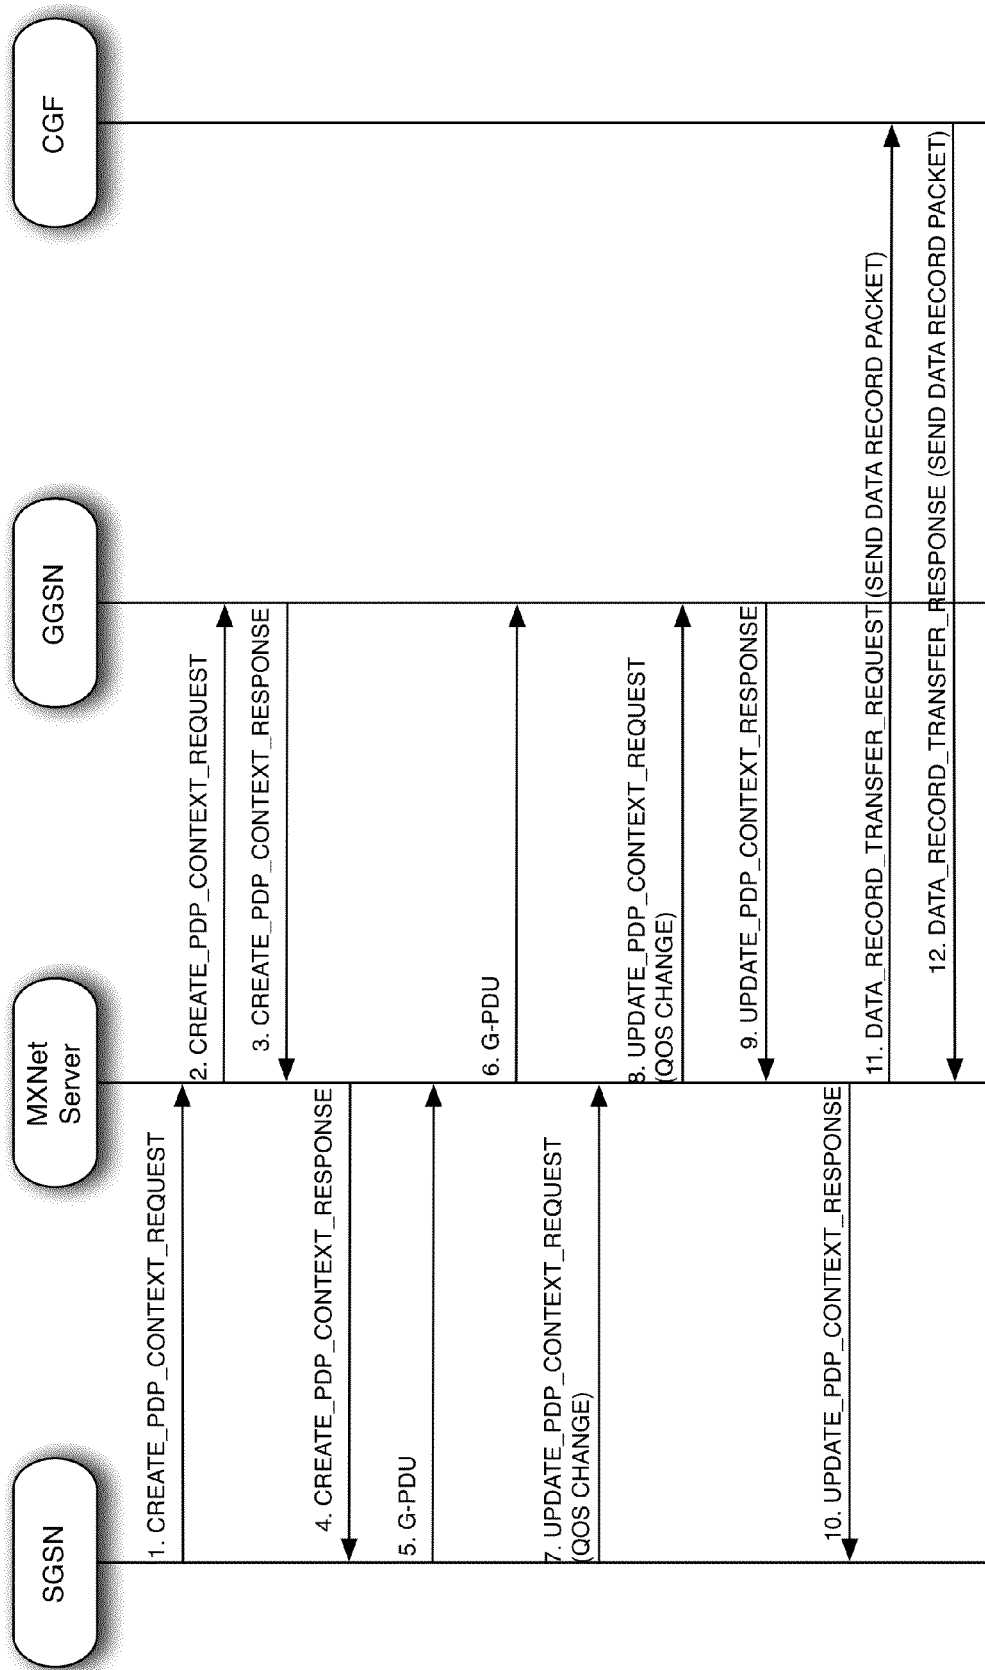 SGSN
MXNet
Server
GGSN
CGF
1. CREATE_PDP_CONTEXT_REQUEST
2. CREATE_PDP_CONTEXT_REQUEST
3. CREATE_PDP_CONTEXT_RESPONSE
4. CREATE_PDP_CONTEXT_RESPONSE
5. G-PDU
6. G-PDU
7. UPDATE_PDP_CONTEXT_REQUEST
(QOS CHANGE)
8. UPDATE_PDP_CONTEXT_REQUEST
(QOS CHANGE)
9. UPDATE_PDP_CONTEXT_RESPONSE
10. UPDATE_PDP_CONTEXT_RESPONSE
11. DATA_RECORD_TRANSFER_REQUEST (SEND DATA RECORD PACKET)
12. DATA_RECORD_TRANSFER_RESPONSE (SEND DATA RECORD PACKET)